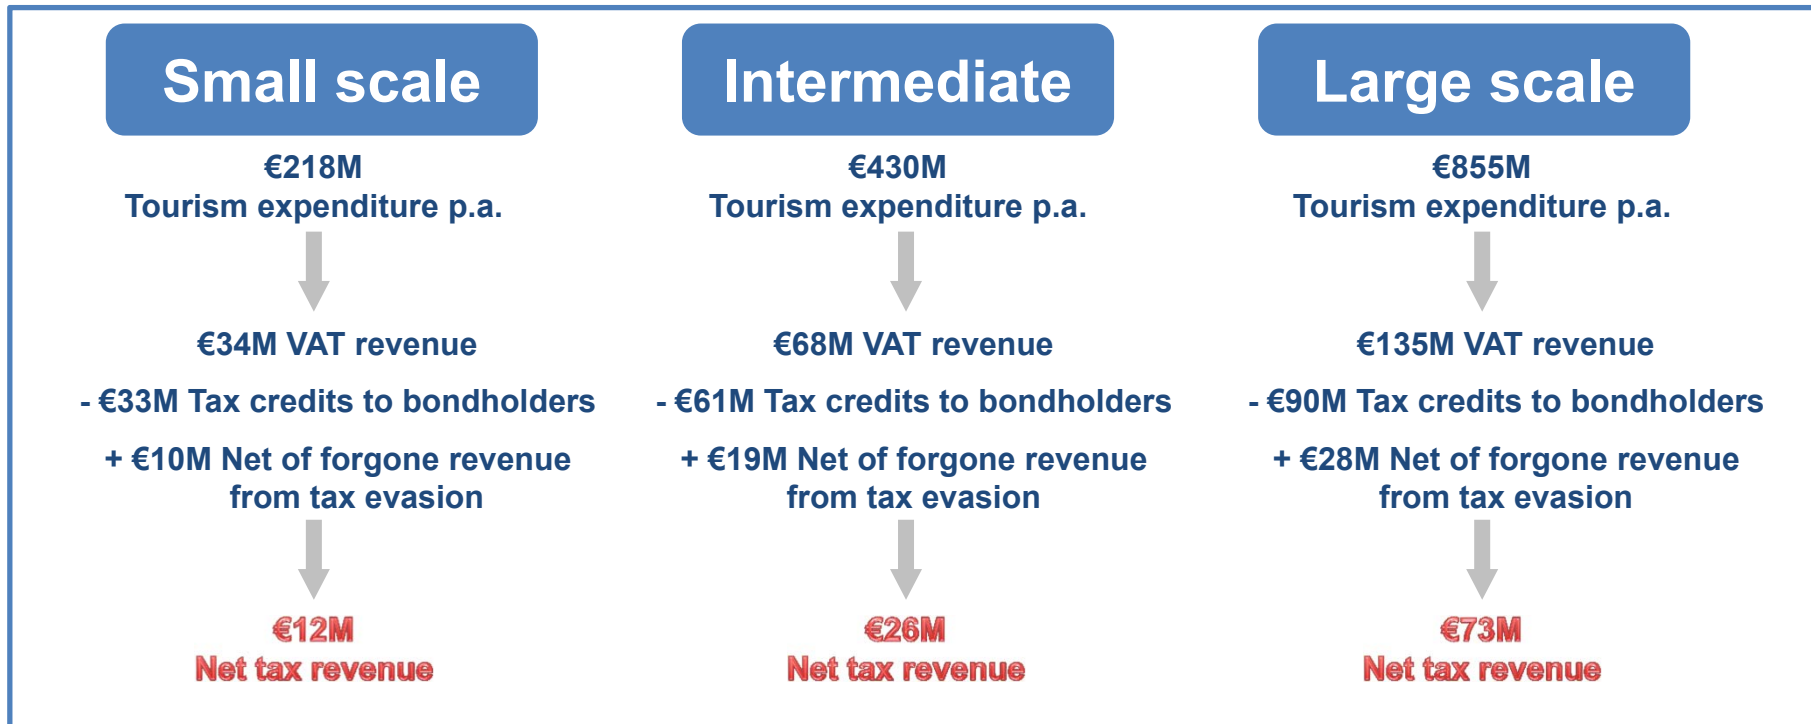 Small scale
€218M
Tourism expenditure p.a.
€34M VAT revenue
- €33M Tax credits to bondholders
+ €10M Net of forgone revenue
from tax evasion
€12M
Net tax revenue
Intermediate
€430M
Tourism expenditure p.a.
€68M VAT revenue
- €61M Tax credits to bondholders
+ €19M Net of forgone revenue
from tax evasion
€26M
Net tax revenue
Large scale
€855M
Tourism expenditure p.a.
€135M VAT revenue
- €90M Tax credits to bondholders
+ €28M Net of forgone revenue
from tax evasion
€73M
Net tax revenue